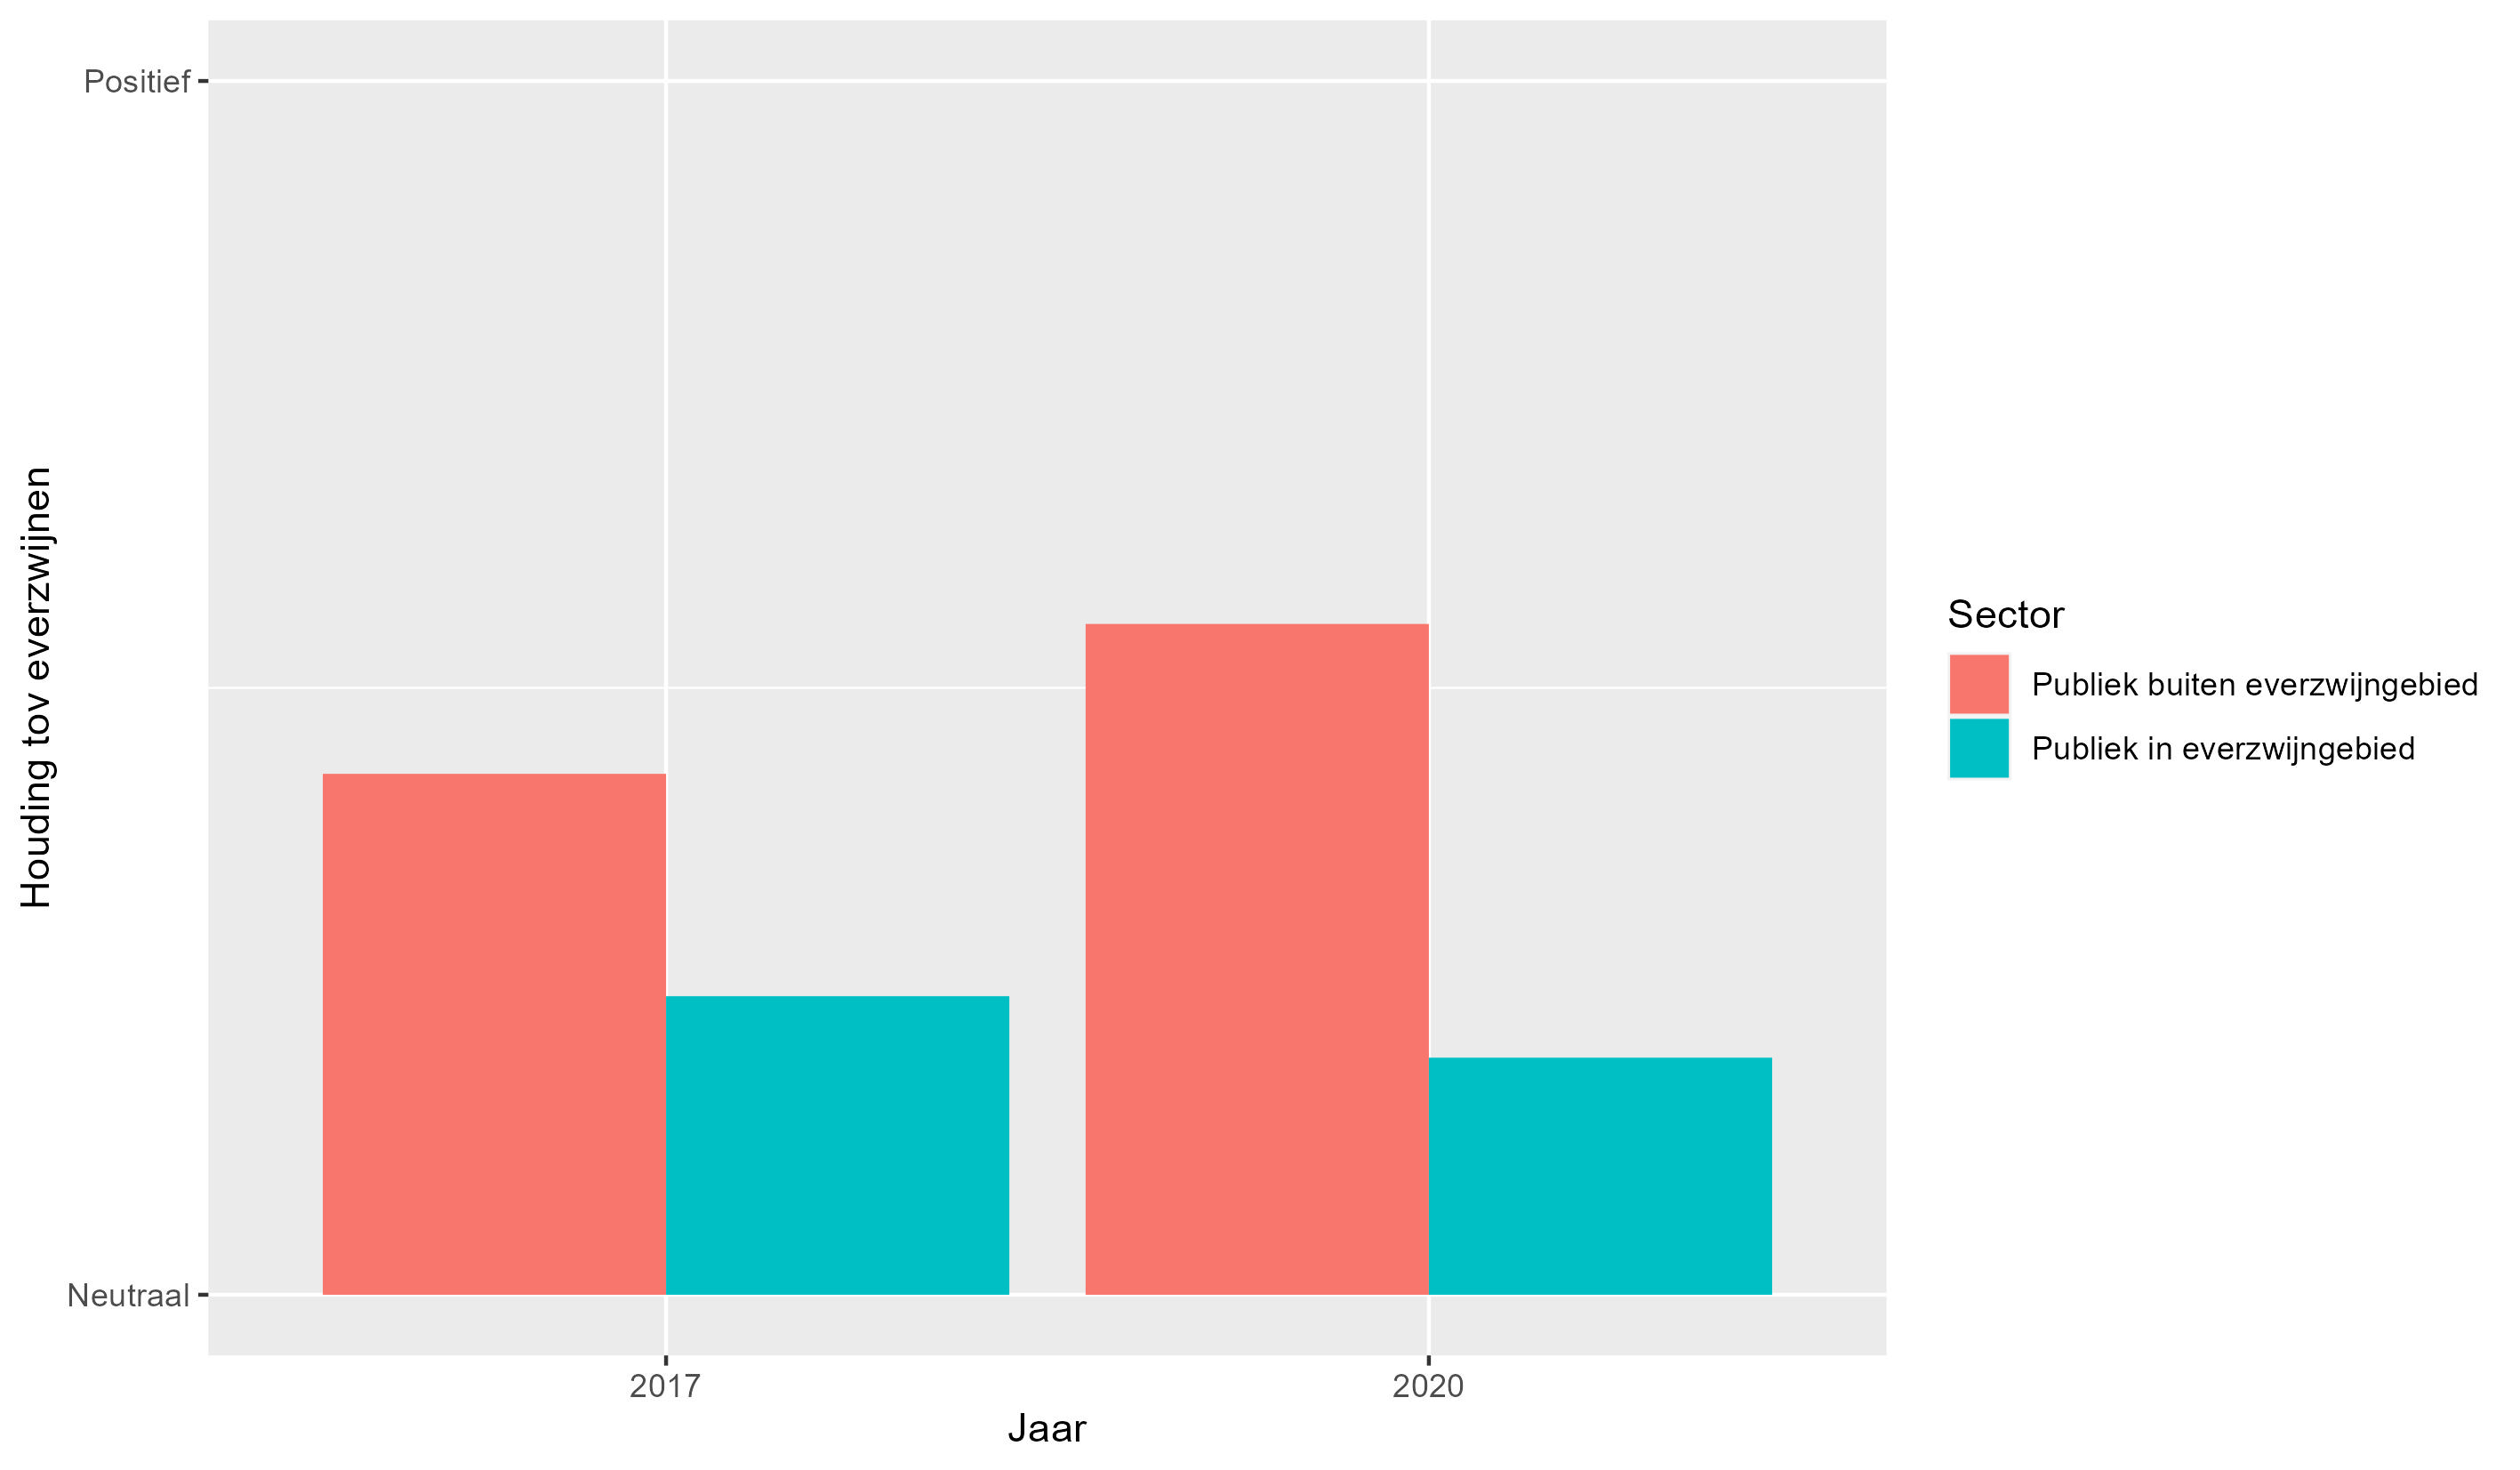 Positief
Neutraal
Houding tov everzwijnen
2017
2020
Jaar
Sector
Publiek buiten everzwijngebied
Publiek in everzwijngebied